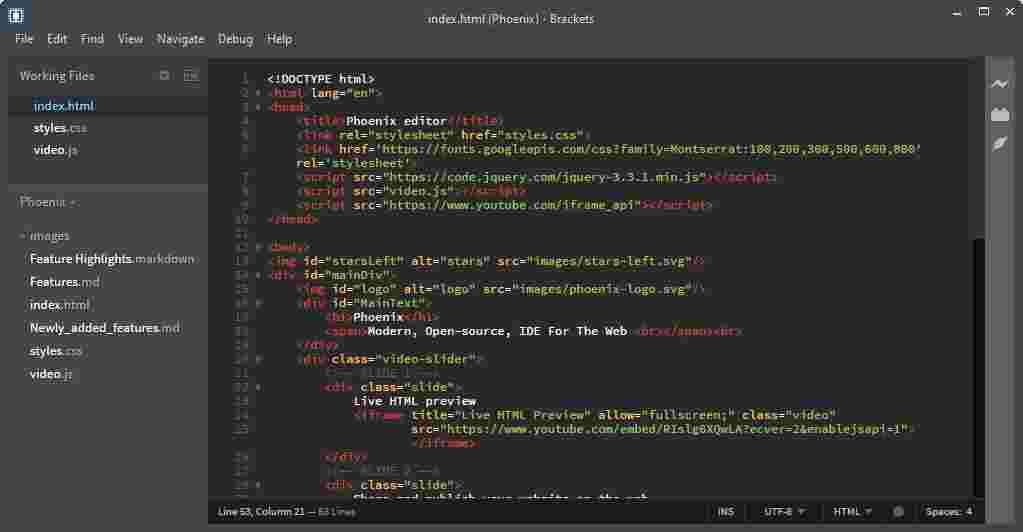 index.html (Phoenix) - Brackets
File Edit Find View Navigate Debug Help
Working Files
index.html
styles.css
video.js
Phoenix
images
Feature Highlights.markdown
Features.md
index.html
Newly_added_features.md
styles.css
video.js
1 <!DOCTYPE html>
2 <html lang="en">
3 <head>
4 <title>Phoenix editor</title>
5 <link rel="stylesheet" href="styles.css">
6 <link href='https://fonts.googleapis.com/css?family=Montserrat:100,200,300,500,600,800'
rel='stylesheet'>
7 <script src="https://code.jquery.com/jquery-3.3.1.min.js"></script>
8 <script src="video.js"></script>
9 <script src="https://www.youtube.com/iframe_api"></script>
10 </head>
11
12 <body>
13 <img id="starsLeft" alt="stars" src="images/stars-left.svg"/>
14 <div id="mainDiv">
15 <img id="logo" alt="logo" src="images/phoenix-logo.svg"/>
16 <div id="MainText">
17 <h1>Phoenix</h1>
18 <span>Modern, Open-source, IDE For The Web <br></span><br>
19 </div>
20 <div class="video-slider">
21 <!-- SLIDE 1 -->
22 <div class="slide">
23 Live HTML preview
24 <iframe title="Live HTML Preview" allow="fullscreen;" class="video"
25 src="https://www.youtube.com/embed/
</iframe>
26 </div>
27 <!-- SLIDE 2 -->
28 <div class="slide">
Share and publish your website on the web
Line 53, Column 21 — 63 Lines
INS UTF-8 HTML Spaces: 4